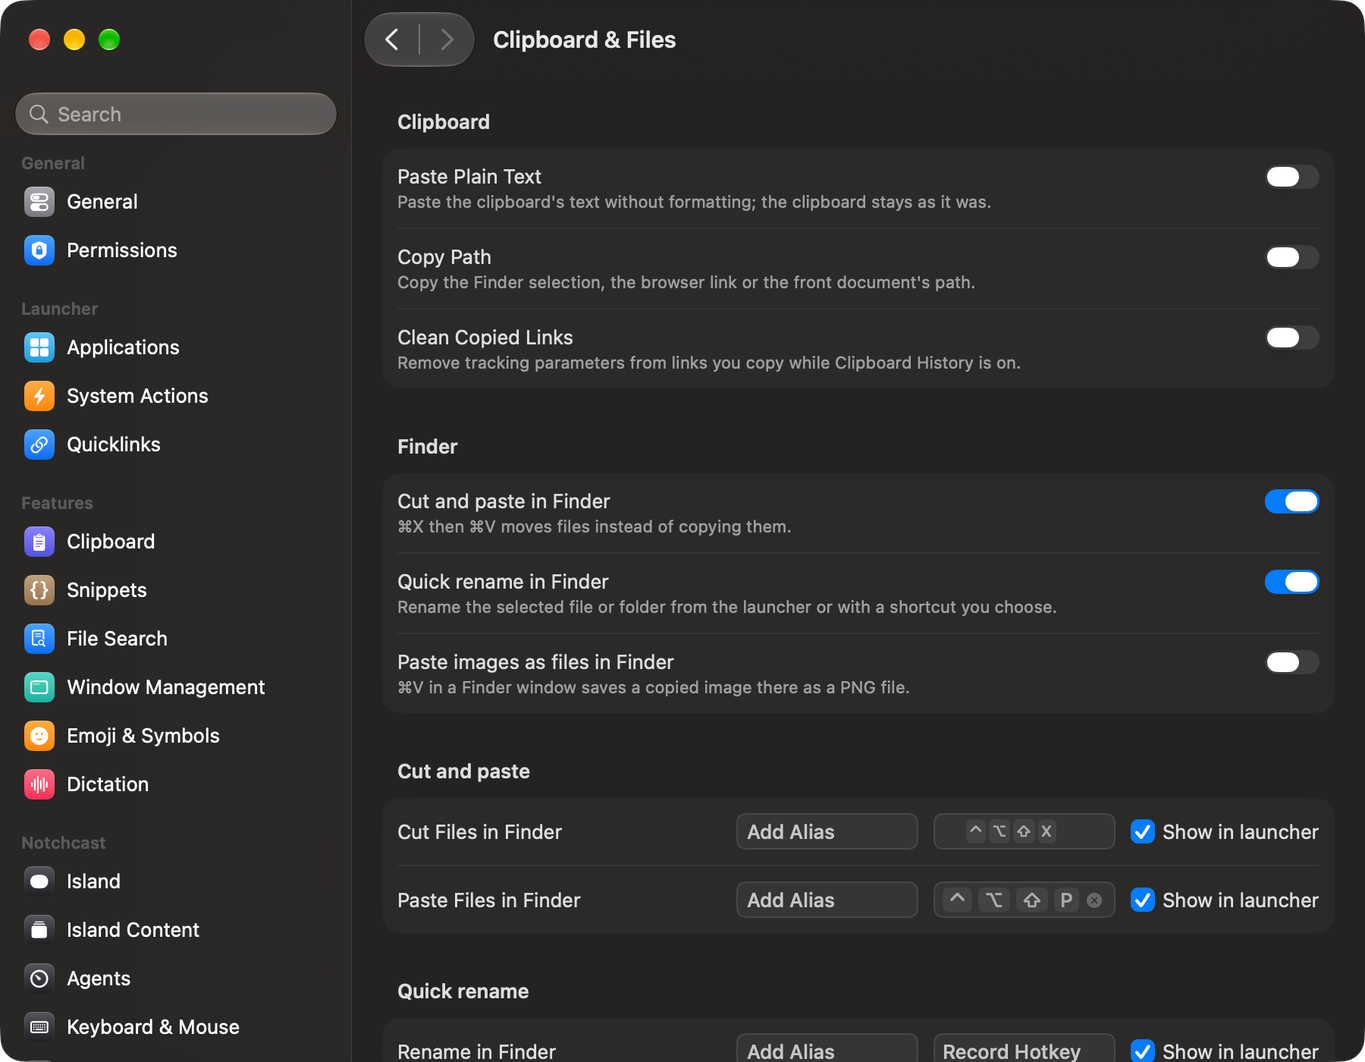 Clipboard & Files
Search
General
General
Permissions
Launcher
Applications
System Actions
Quicklinks
Features
Clipboard
Snippets
File Search
Window Management
Emoji & Symbols
Dictation
Notchcast
Island
Island Content
Agents
Keyboard & Mouse
Clipboard
Paste Plain Text
Paste the clipboard's text without formatting; the clipboard stays as it was.
Copy Path
Copy the Finder selection, the browser link or the front document's path.
Clean Copied Links
Remove tracking parameters from links you copy while Clipboard History is on.
Finder
Cut and paste in Finder
⌘X then ⌘V moves files instead of copying them.
Quick rename in Finder
Rename the selected file or folder from the launcher or with a shortcut you choose.
Paste images as files in Finder
⌘V in a Finder window saves a copied image there as a PNG file.
Cut and paste
Cut Files in Finder Add Alias ⌃ ⌥ ⇧ X Show in launcher
Paste Files in Finder Add Alias ⌃ ⌥ ⇧ P Show in launcher
Quick rename
Rename in Finder Add Alias Record Hotkey Show in launcher